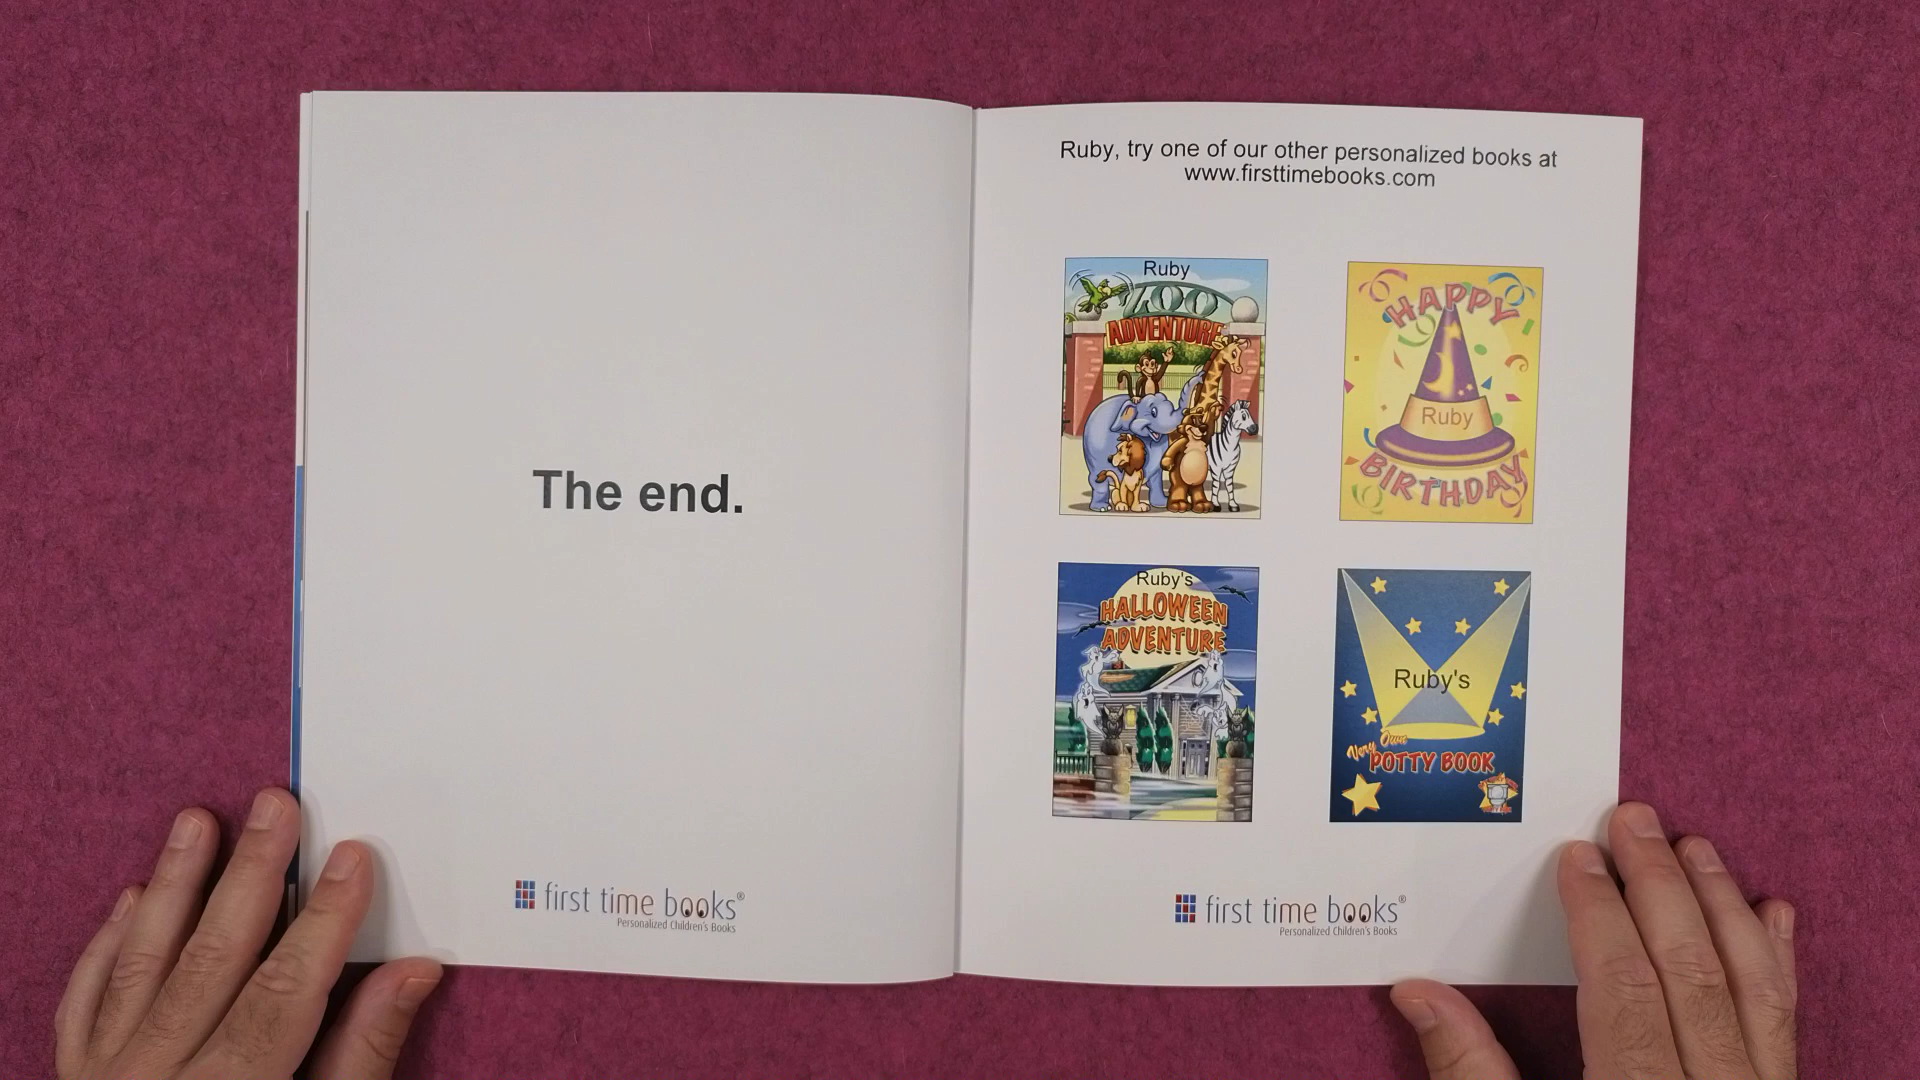 The end.
first time books®
Personalized Children's Books
Ruby, try one of our other personalized books at
www.firsttimebooks.com
Ruby
ZOO
ADVENTURE
HAPPY
Ruby
BIRTHDAY
Ruby's
HALLOWEEN
ADVENTURE
Ruby's
Very Own
POTTY BOOK
first time books®
Personalized Children's Books